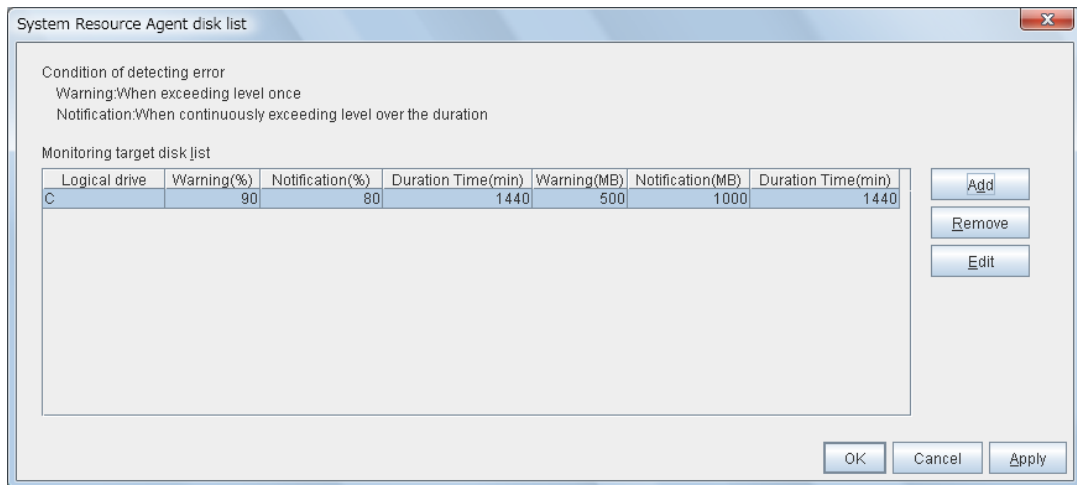 System Resource Agent disk list
Condition of detecting error
Warning:When exceeding level once
Notification:When continuously exceeding level over the duration
Monitoring target disk list
Logical drive Warning(%) Notification(%) Duration Time(min) Warning(MB) Notification(MB) Duration Time(min)
C 90 80 1440 500 1000 1440
Add
Remove
Edit
OK Cancel Apply